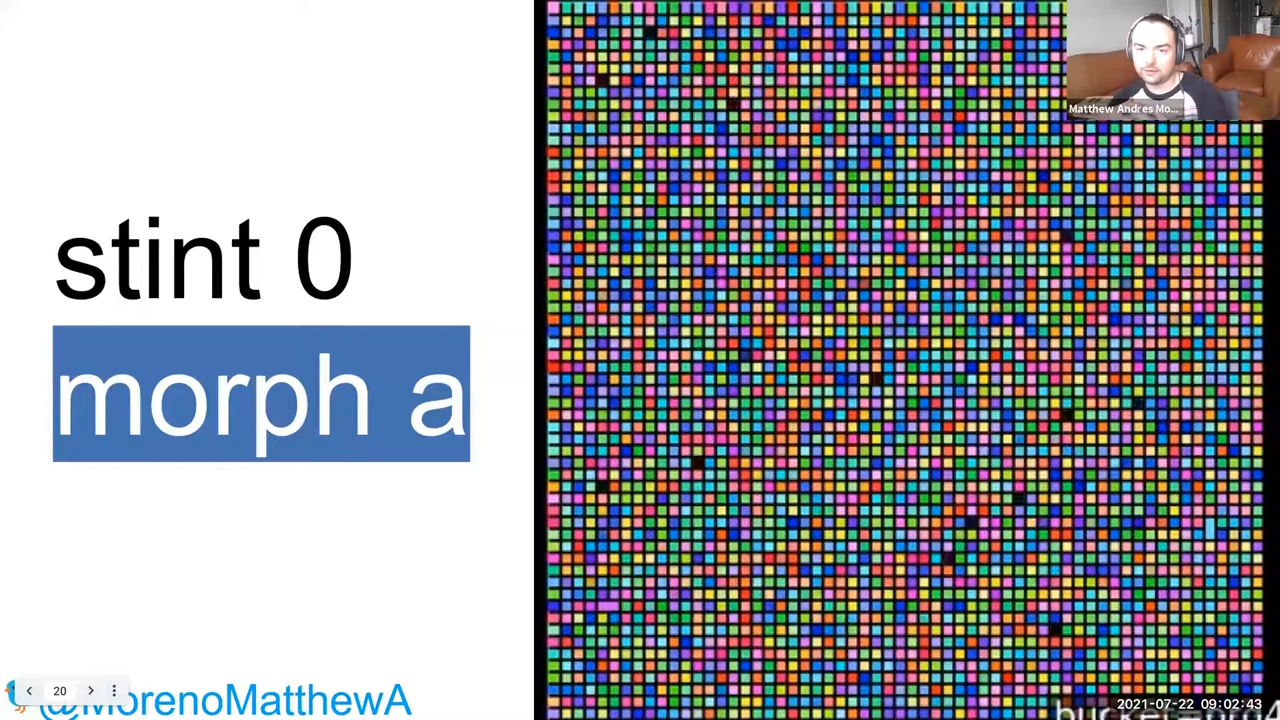 Matthew Andres Mo...
stint 0
morph a
20
@MorenoMatthewA
2021-07-22 09:02:43